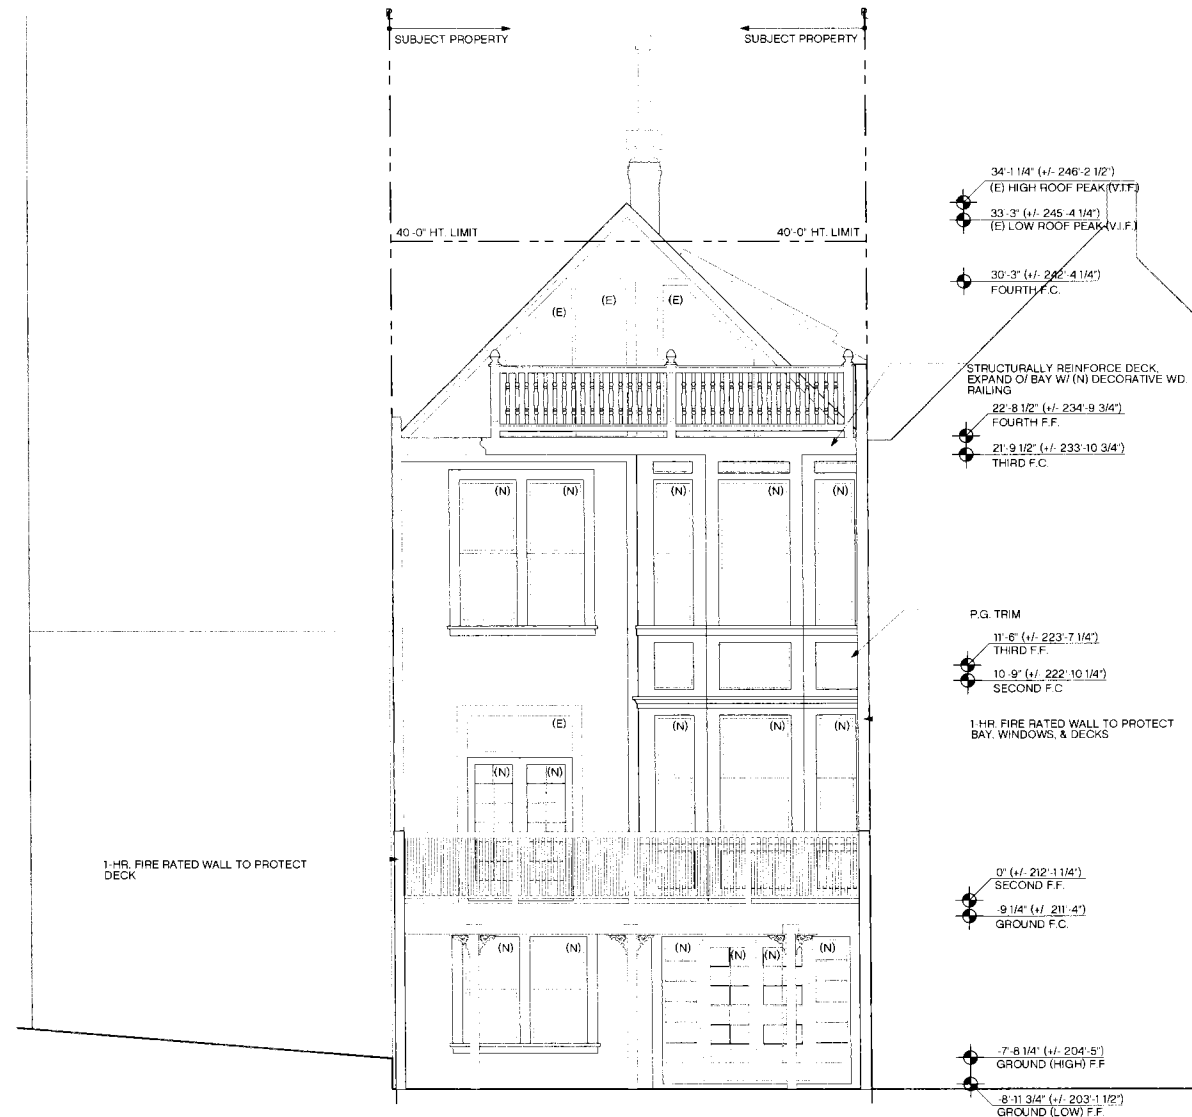 SUBJECT PROPERTY
SUBJECT PROPERTY
34'-1 1/4" (+/- 246'-2 1/2")
(E) HIGH ROOF PEAK (V.I.F.)
33'-3" (+/- 245'-4 1/4")
(E) LOW ROOF PEAK (V.I.F.)
40'-0" HT. LIMIT
40'-0" HT. LIMIT
30'-3" (+/- 242'-4 1/4")
FOURTH F.C.
(E)
(E)
(E)
STRUCTURALLY REINFORCE DECK,
EXPAND O/ BAY W/ (N) DECORATIVE WD.
RAILING
22'-8 1/2" (+/- 234'-9 3/4")
FOURTH F.F.
21'-9 1/2" (+/- 233'-10 3/4")
THIRD F.C.
(N)
(N)
(N)
(N)
(N)
P.G. TRIM
11'-6" (+/- 223'-7 1/4")
THIRD F.F.
10'-9" (+/- 222'-10 1/4")
SECOND F.C
(E)
(N)
(N)
(N)
1-HR. FIRE RATED WALL TO PROTECT
BAY, WINDOWS, & DECKS
(N)
(N)
1-HR. FIRE RATED WALL TO PROTECT
DECK
0" (+/- 212'-1 1/4")
SECOND F.F.
-9 1/4" (+/- 211'-4")
GROUND F.C.
(N)
(N)
(N)
(N)
(N)
(N)
-7'-8 1/4" (+/- 204'-5")
GROUND (HIGH) F.F
-8'-11 3/4" (+/- 203'-1 1/2")
GROUND (LOW) F.F.